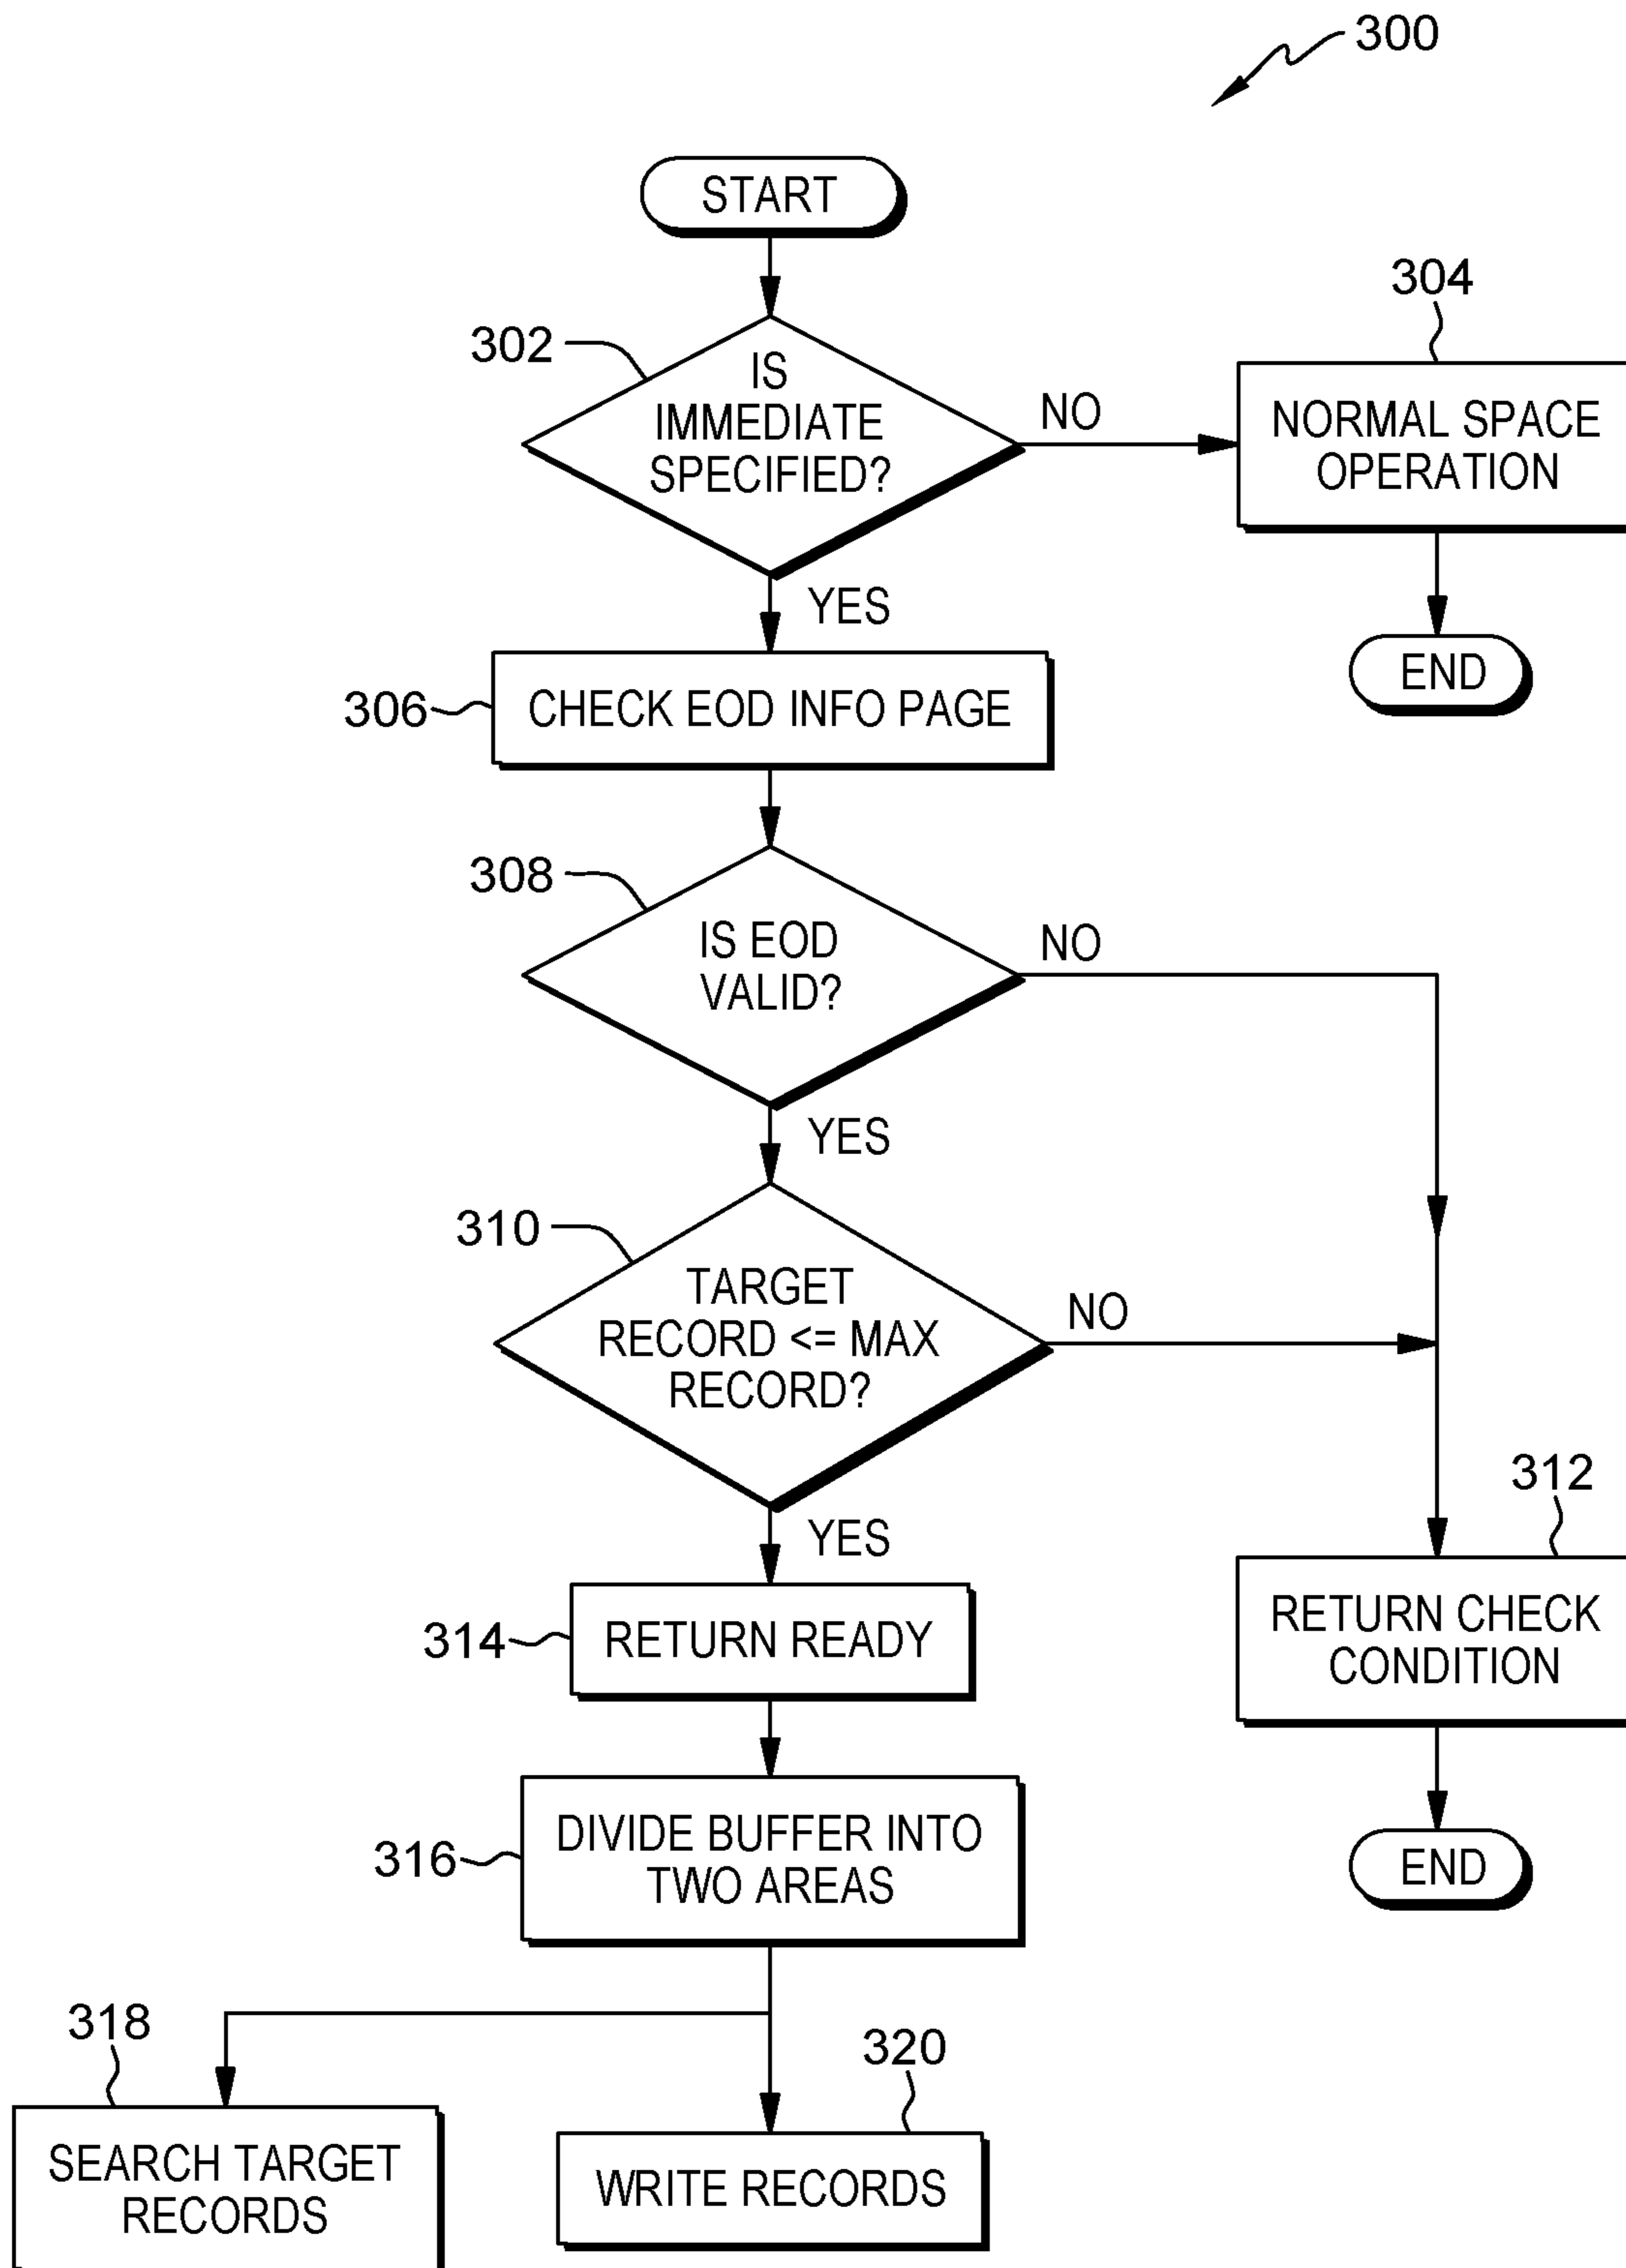 300
START
302
IS
IMMEDIATE
SPECIFIED?
NO
304
NORMAL SPACE
OPERATION
END
YES
306
CHECK EOD INFO PAGE
308
IS EOD
VALID?
NO
YES
310
TARGET
RECORD <= MAX
RECORD?
NO
312
RETURN CHECK
CONDITION
END
YES
314
RETURN READY
316
DIVIDE BUFFER INTO
TWO AREAS
318
SEARCH TARGET
RECORDS
320
WRITE RECORDS